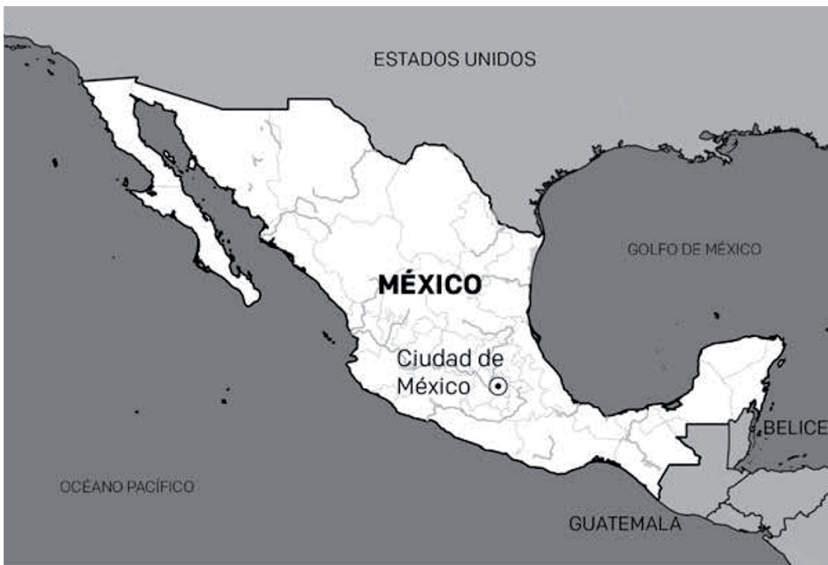 ESTADOS UNIDOS
GOLFO DE MÉXICO
MÉXICO
Ciudad de
México
BELICE
OCÉANO PACÍFICO
GUATEMALA